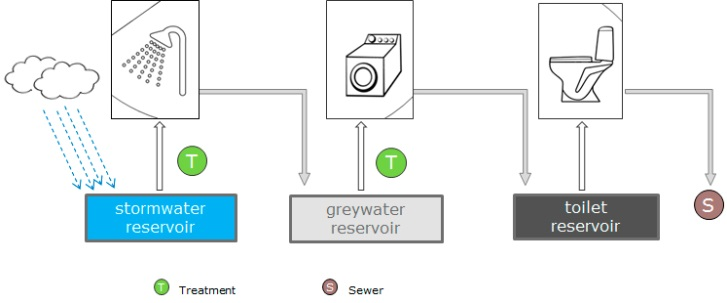 T
T
stormwater
reservoir
greywater
reservoir
toilet
reservoir
S
T Treatment
S Sewer